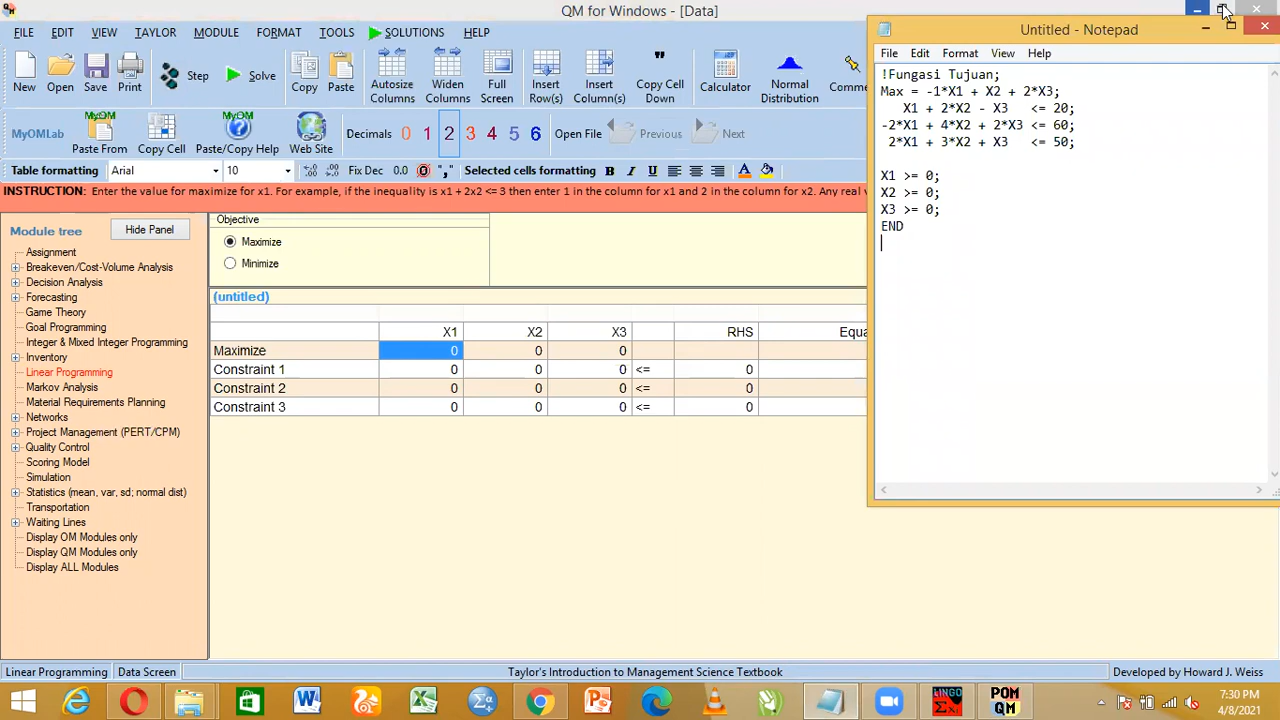 QM for Windows - [Data]
FILE EDIT VIEW TAYLOR MODULE FORMAT TOOLS SOLUTIONS HELP
New Open Save Print Step Solve Copy Paste Autosize Columns Widen Columns Full Screen Insert Row(s) Insert Column(s) Copy Cell Down Calculator Normal Distribution
MyOMLab Paste From Copy Cell Paste/Copy Help Web Site Decimals 0 1 2 3 4 5 6 Open File Previous Next
Table formatting Arial 10 Fix Dec 0.0 "," Selected cells formatting B I U A
INSTRUCTION: Enter the value for maximize for x1. For example, if the inequality is x1 + 2x2 <= 3 then enter 1 in the column for x1 and 2 in the column for x2. Any real
Module tree
Hide Panel
Assignment
Breakeven/Cost-Volume Analysis
Decision Analysis
Forecasting
Game Theory
Goal Programming
Integer & Mixed Integer Programming
Inventory
Linear Programming
Markov Analysis
Material Requirements Planning
Networks
Project Management (PERT/CPM)
Quality Control
Scoring Model
Simulation
Statistics (mean, var, sd; normal dist)
Transportation
Waiting Lines
Display OM Modules only
Display QM Modules only
Display ALL Modules
Objective
Maximize
Minimize
(untitled)
X1 X2 X3 RHS
Maximize 0 0 0
Constraint 1 0 0 0 <= 0
Constraint 2 0 0 0 <= 0
Constraint 3 0 0 0 <= 0
Untitled - Notepad
File Edit Format View Help
!Fungasi Tujuan;
Max = -1*X1 + X2 + 2*X3;
X1 + 2*X2 - X3 <= 20;
-2*X1 + 4*X2 + 2*X3 <= 60;
2*X1 + 3*X2 + X3 <= 50;
X1 >= 0;
X2 >= 0;
X3 >= 0;
END
Linear Programming Data Screen Taylor's Introduction to Management Science Textbook Developed by Howard J. Weiss
LINGO
POM QM
7:30 PM
4/8/2021